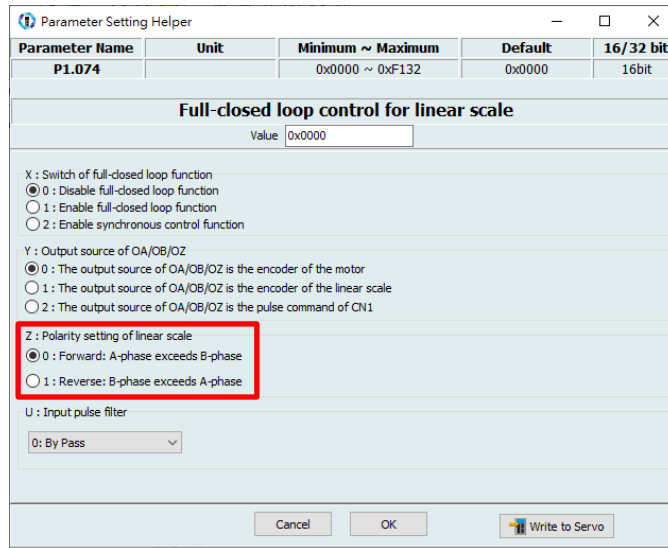 Parameter Setting Helper
Parameter Name Unit Minimum ~ Maximum Default 16/32 bit
P1.074 0x0000 ~ 0xF132 0x0000 16bit
Full-closed loop control for linear scale
Value 0x0000
X : Switch of full-closed loop function
0 : Disable full-closed loop function
1 : Enable full-closed loop function
2 : Enable synchronous control function
Y : Output source of OA/OB/OZ
0 : The output source of OA/OB/OZ is the encoder of the motor
1 : The output source of OA/OB/OZ is the encoder of the linear scale
2 : The output source of OA/OB/OZ is the pulse command of CN1
Z : Polarity setting of linear scale
0 : Forward: A-phase exceeds B-phase
1 : Reverse: B-phase exceeds A-phase
U : Input pulse filter
0: By Pass
Cancel OK Write to Servo